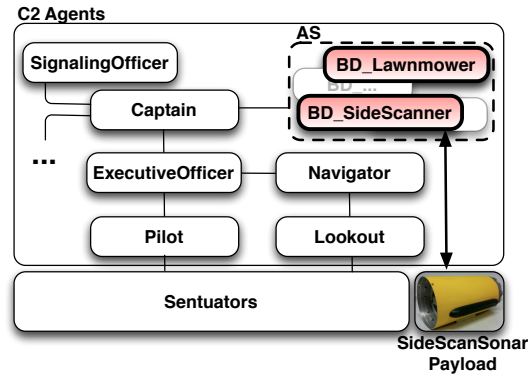 C2 Agents
AS
SignalingOfficer
BD_Lawnmower
BD_...
Captain
BD_SideScanner
...
ExecutiveOfficer
Navigator
Pilot
Lookout
Sentuators
SideScanSonar
Payload